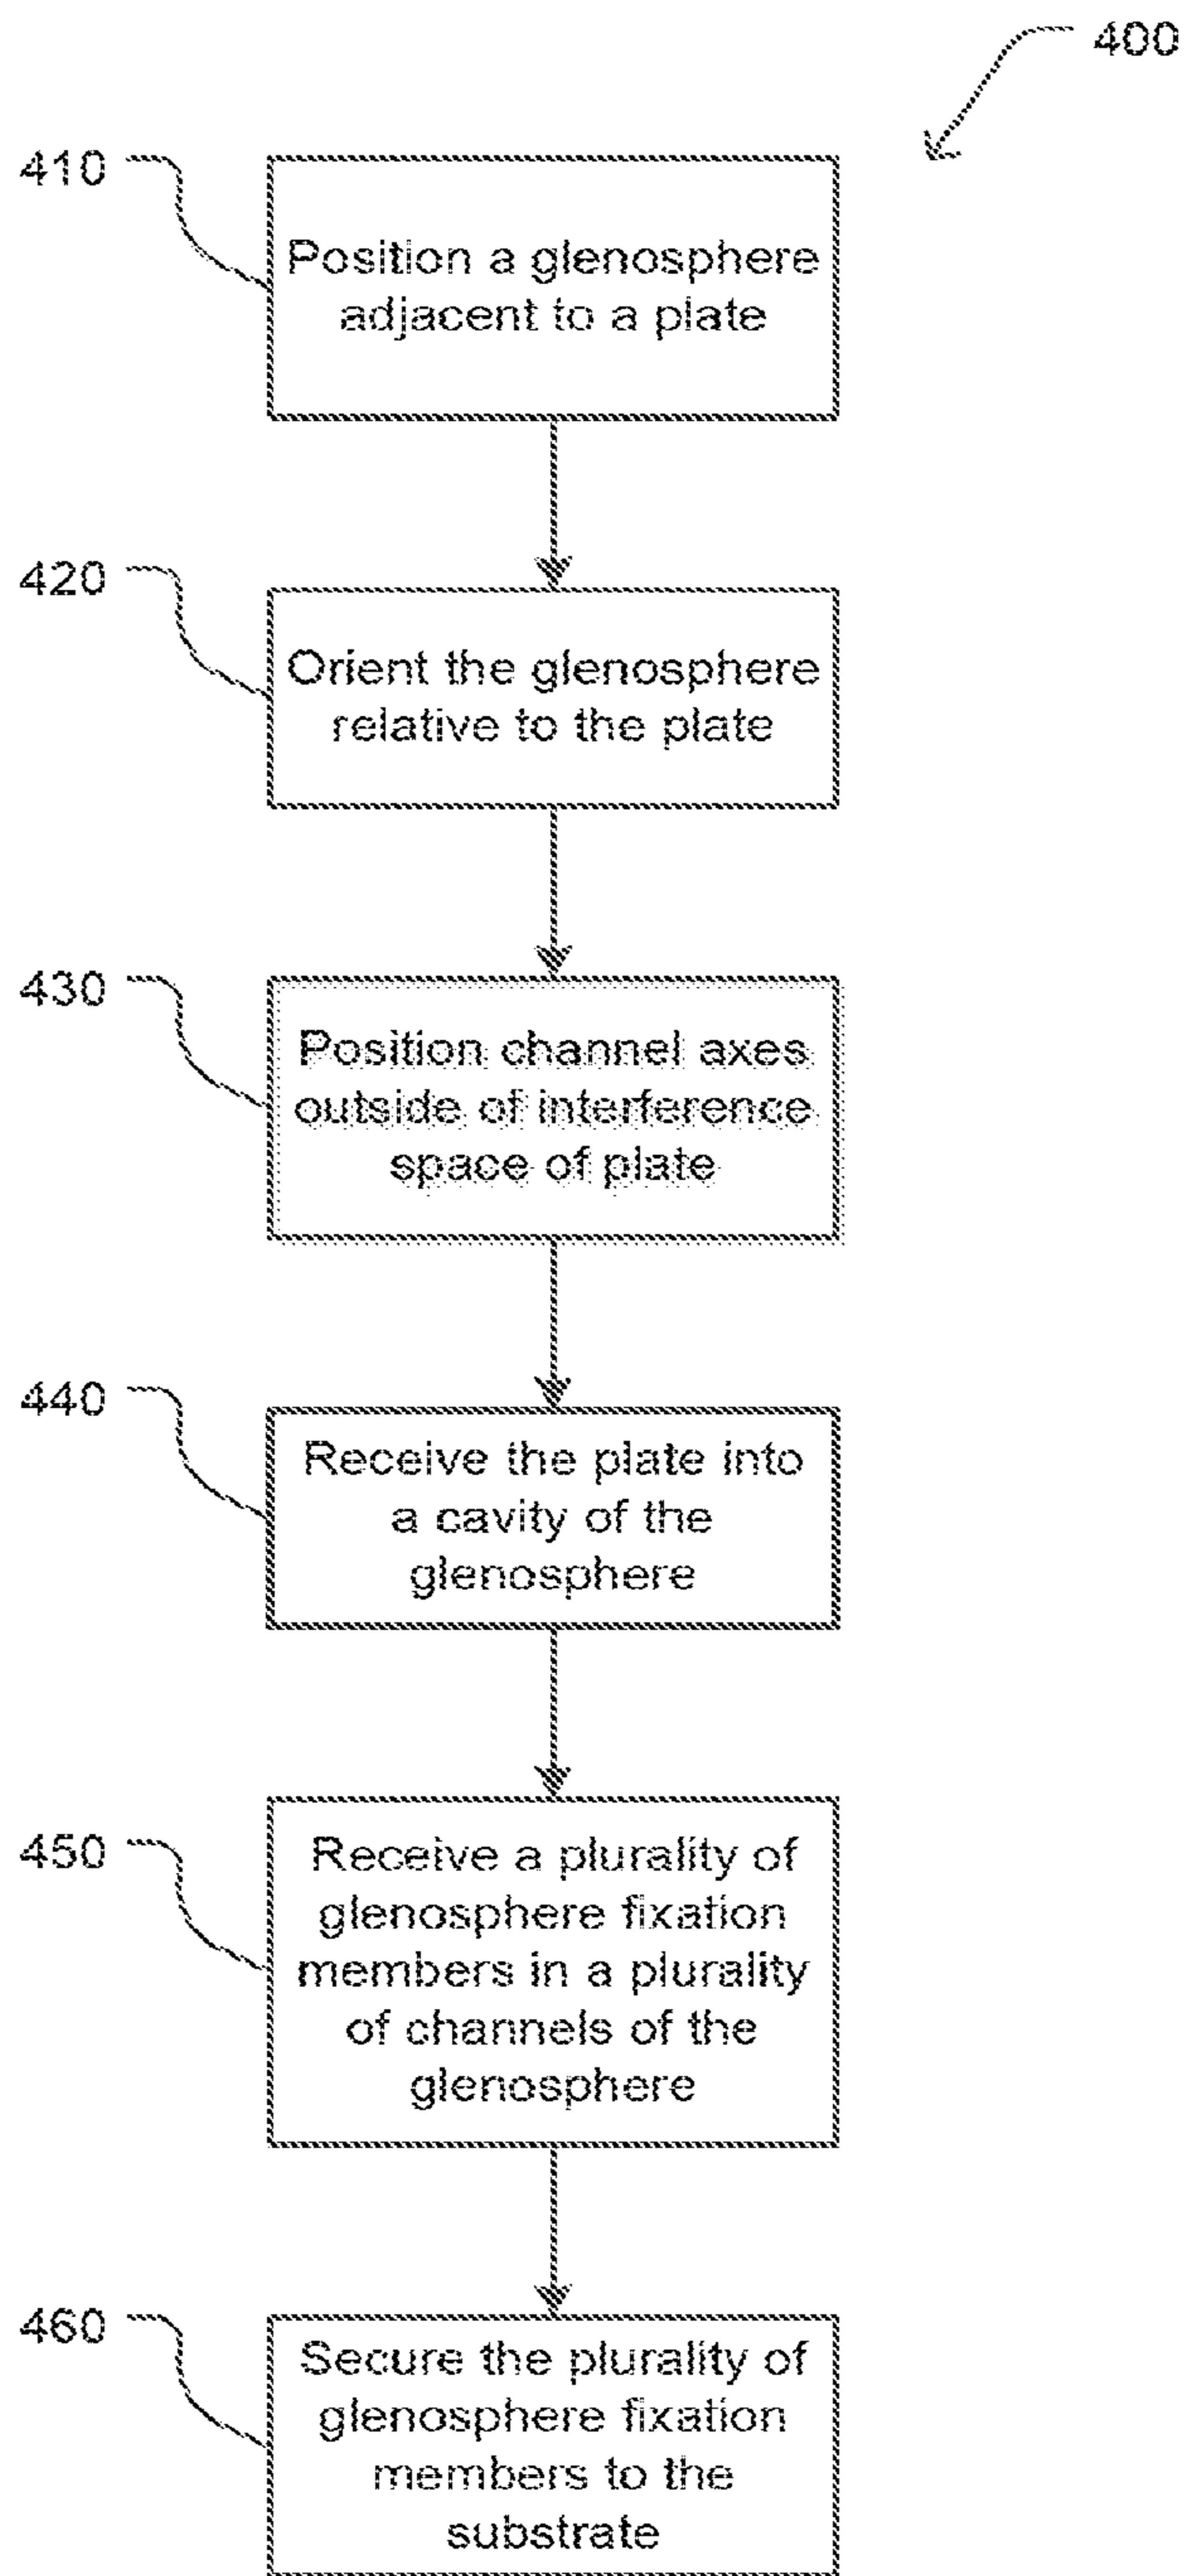 400
410
Position a glenosphere
adjacent to a plate
420
Orient the glenosphere
relative to the plate
430
Position channel axes
outside of interference
space of plate
440
Receive the plate into
a cavity of the
glenosphere
450
Receive a plurality of
glenosphere fixation
members in a plurality
of channels of the
glenosphere
460
Secure the plurality of
glenosphere fixation
members to the
substrate